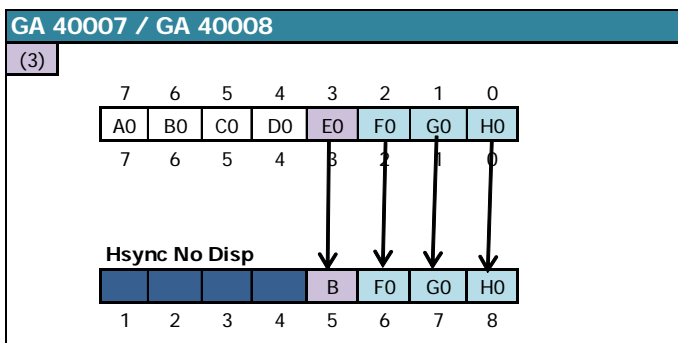 GA 40007 / GA 40008
(3)
7 6 5 4 3 2 1 0
A0 B0 C0 D0 E0 F0 G0 H0
7 6 5 4 3 2 1 0
Hsync No Disp
B F0 G0 H0
1 2 3 4 5 6 7 8